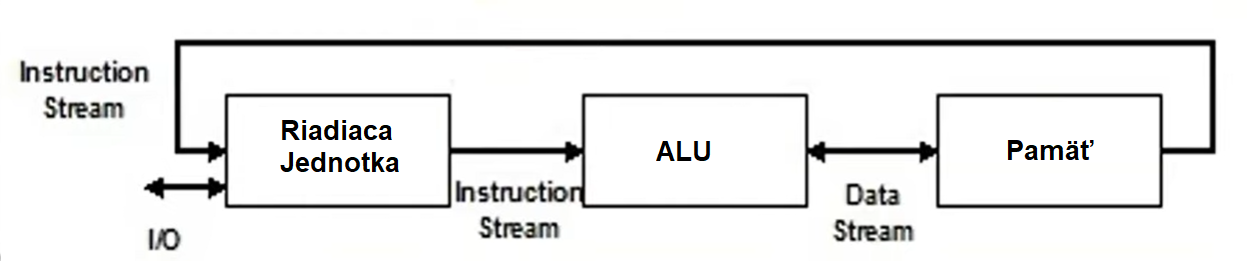 Instruction
Stream
Riadiaca
Jednotka
ALU
Pamäť
Instruction
Stream
Data
Stream
I/O